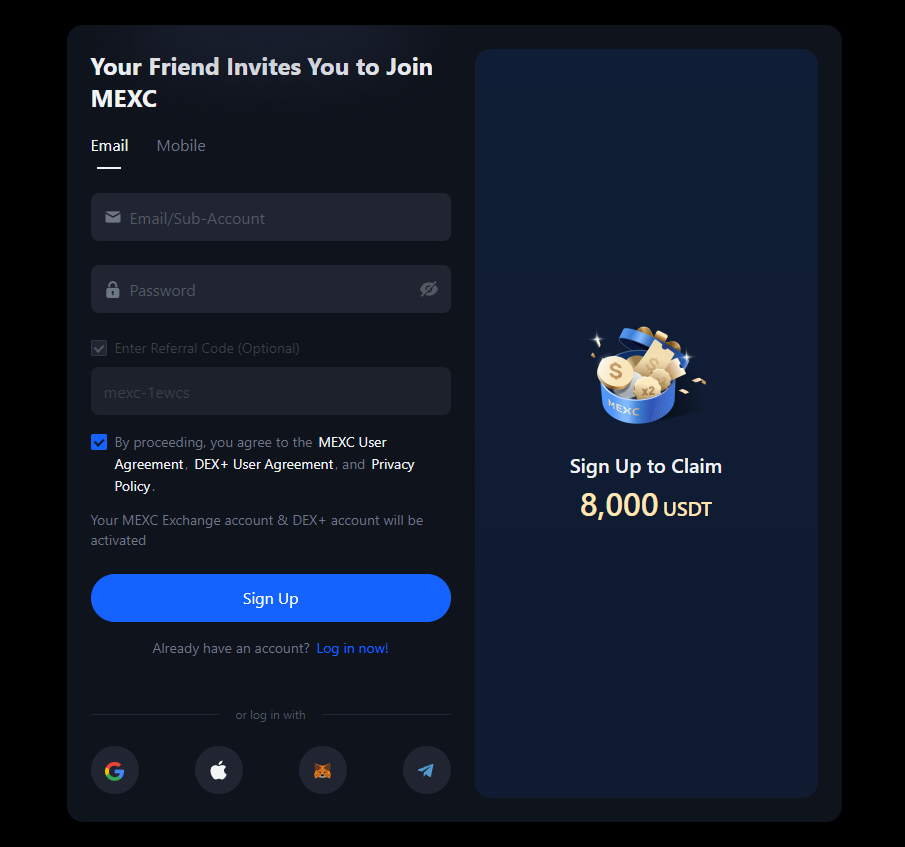 Your Friend Invites You to Join
MEXC
Email Mobile
Email/Sub-Account
Password
Enter Referral Code (Optional)
mexc-1ewcs
By proceeding, you agree to the MEXC User
Agreement, DEX+ User Agreement, and Privacy
Policy.
Your MEXC Exchange account & DEX+ account will be
activated
Sign Up
Already have an account? Log in now!
or log in with
$
S
x2
MEXC
Sign Up to Claim
8,000 USDT